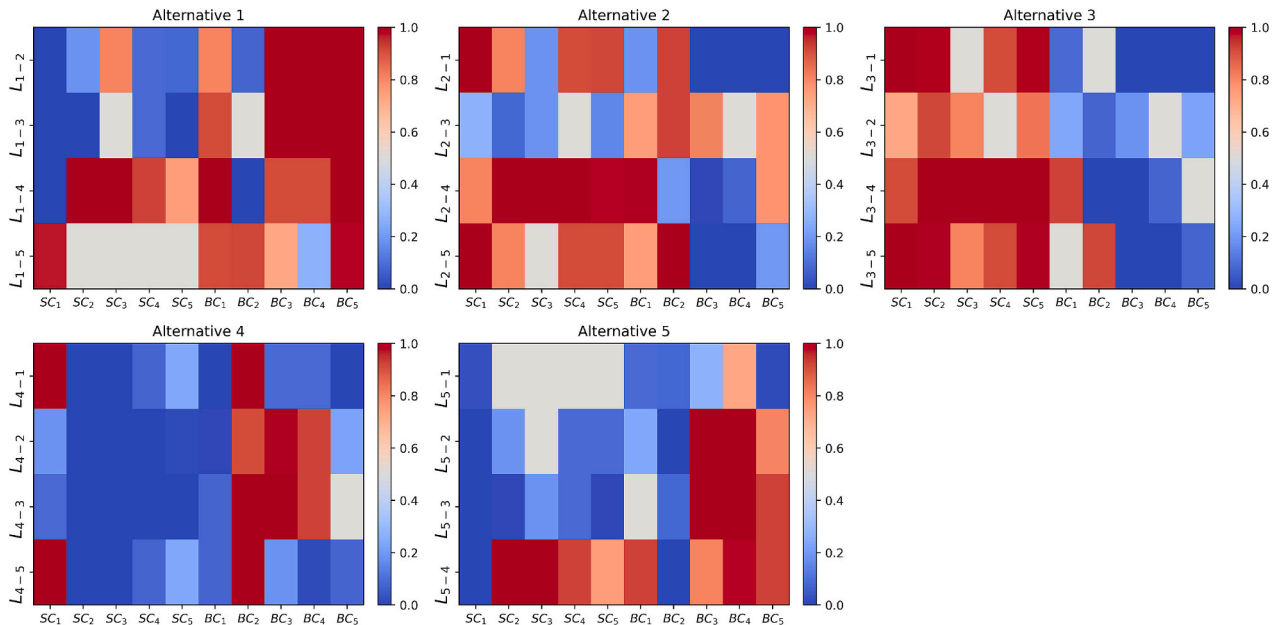 Alternative 1
L₁₋₂
L₁₋₃
L₁₋₄
L₁₋₅
SC₁ SC₂ SC₃ SC₄ SC₅ BC₁ BC₂ BC₃ BC₄ BC₅
1.0
0.8
0.6
0.4
0.2
0.0
Alternative 2
L₂₋₁
L₂₋₃
L₂₋₄
L₂₋₅
SC₁ SC₂ SC₃ SC₄ SC₅ BC₁ BC₂ BC₃ BC₄ BC₅
1.0
0.8
0.6
0.4
0.2
0.0
Alternative 3
L₃₋₁
L₃₋₂
L₃₋₄
L₃₋₅
SC₁ SC₂ SC₃ SC₄ SC₅ BC₁ BC₂ BC₃ BC₄ BC₅
1.0
0.8
0.6
0.4
0.2
0.0
Alternative 4
L₄₋₁
L₄₋₂
L₄₋₃
L₄₋₅
SC₁ SC₂ SC₃ SC₄ SC₅ BC₁ BC₂ BC₃ BC₄ BC₅
1.0
0.8
0.6
0.4
0.2
0.0
Alternative 5
L₅₋₁
L₅₋₂
L₅₋₃
L₅₋₄
SC₁ SC₂ SC₃ SC₄ SC₅ BC₁ BC₂ BC₃ BC₄ BC₅
1.0
0.8
0.6
0.4
0.2
0.0